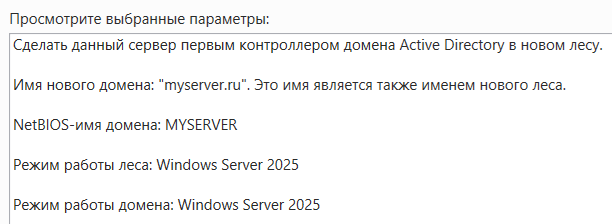 Просмотрите выбранные параметры:
Сделать данный сервер первым контроллером домена Active Directory в новом лесу.
Имя нового домена: "myserver.ru". Это имя является также именем нового леса.
NetBIOS-имя домена: MYSERVER
Режим работы леса: Windows Server 2025
Режим работы домена: Windows Server 2025